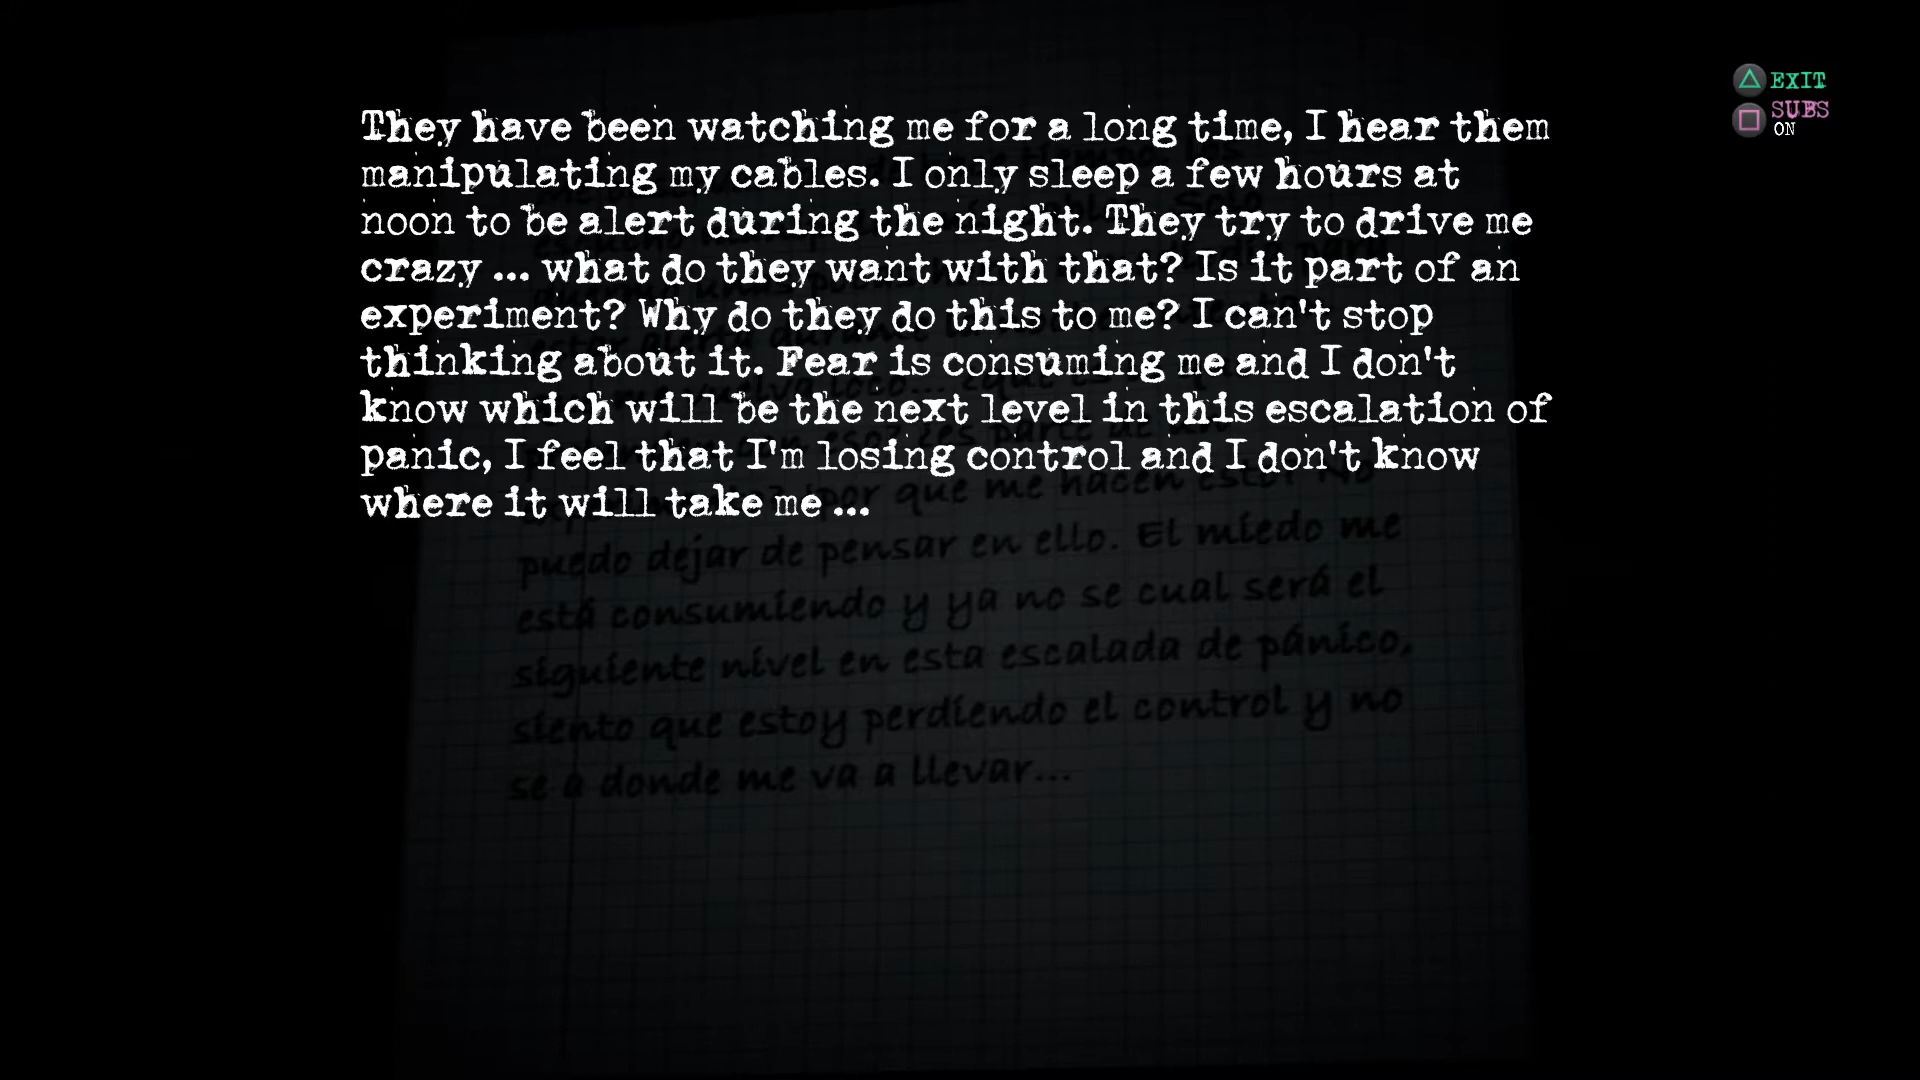 They have been watching me for a long time, I hear them
manipulating my cables. I only sleep a few hours at
noon to be alert during the night. They try to drive me
crazy ... what do they want with that? Is it part of an
experiment? Why do they do this to me? I can't stop
thinking about it. Fear is consuming me and I don't
know which will be the next level in this escalation of
panic, I feel that I'm losing control and I don't know
where it will take me ...
EXIT
SUBS
ON
por que me hacen esto? No
puedo dejar de pensar en ello. El miedo me
está consumiendo y ya no se cual será el
siguiente nivel en esta escalada de pánico,
siento que estoy perdiendo el control y no
se a donde me va a llevar...